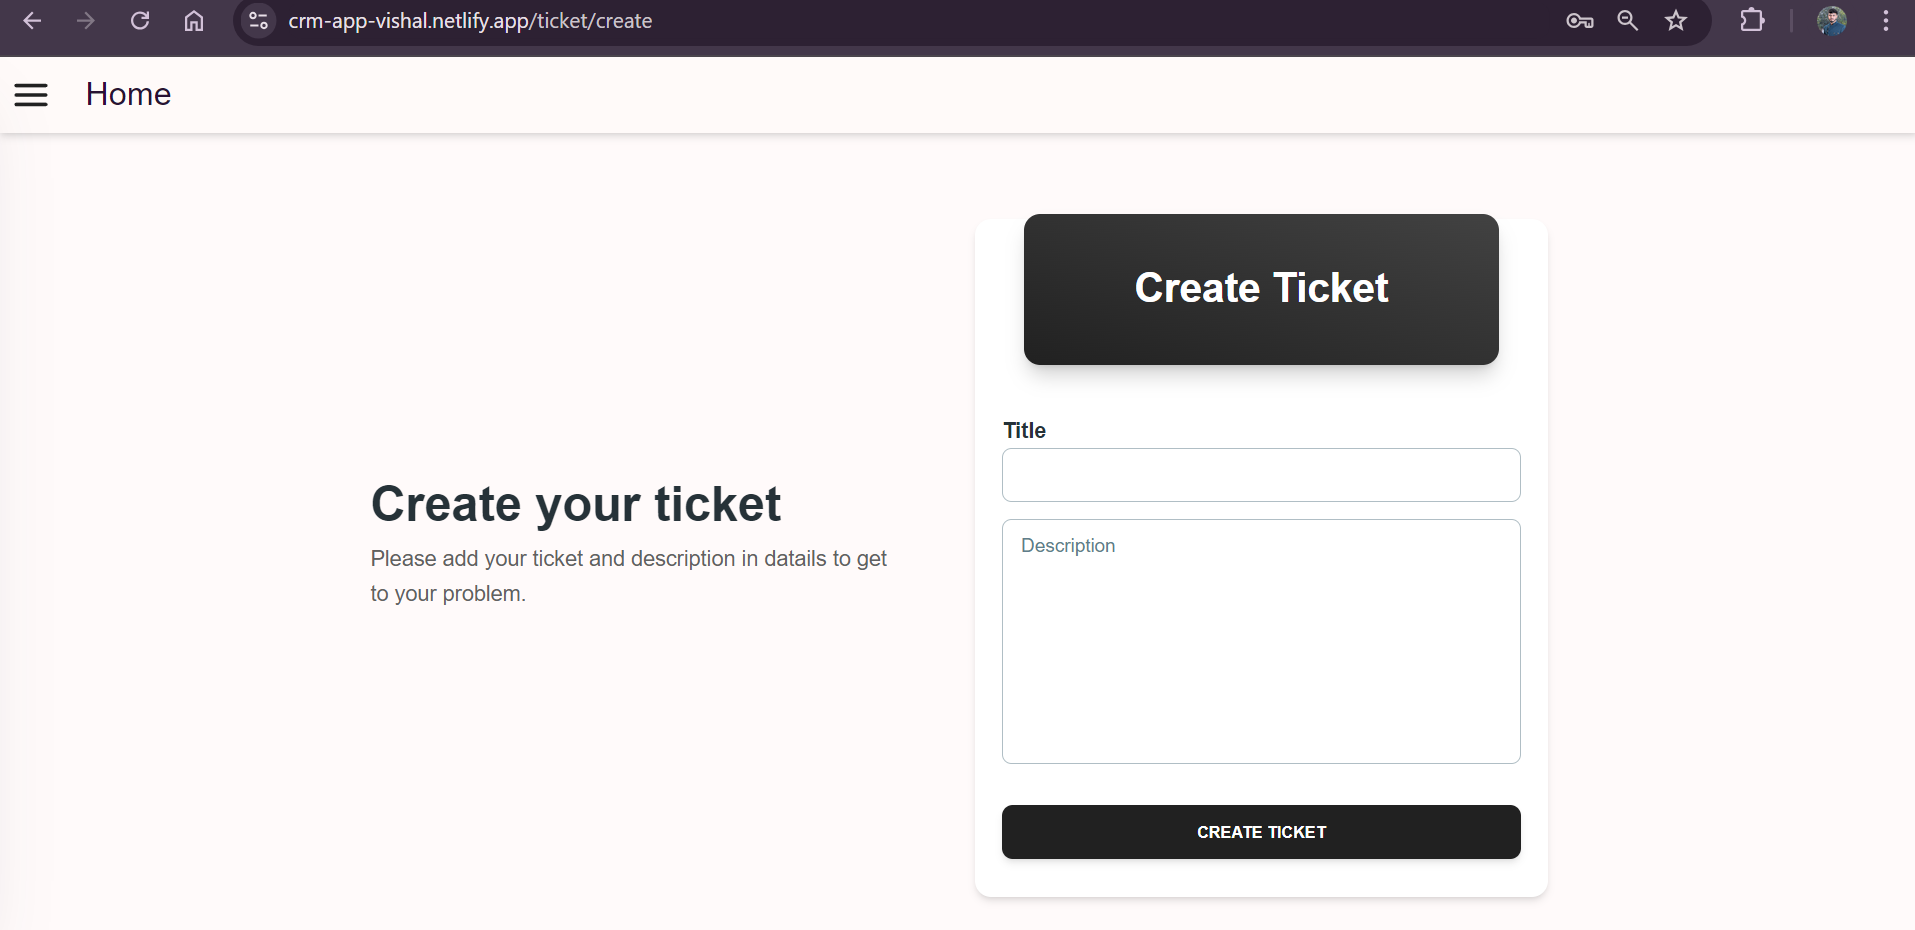 crm-app-vishal.netlify.app/ticket/create
Home
Create your ticket
Please add your ticket and description in datails to get
to your problem.
Create Ticket
Title
Description
CREATE TICKET